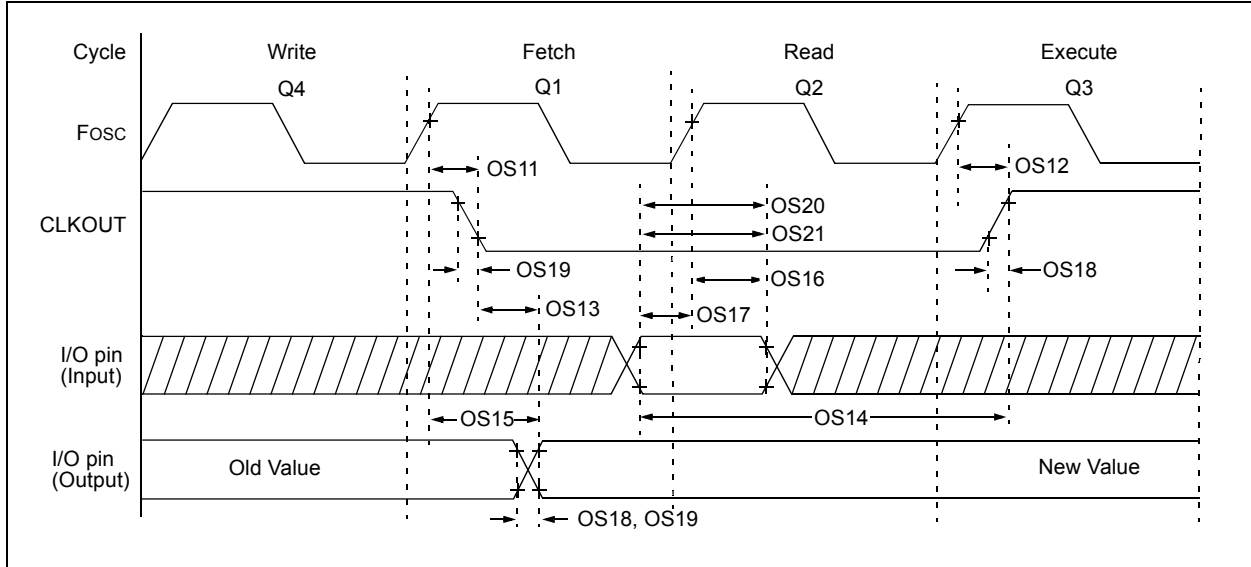 Cycle Write Fetch Read Execute
Q4 Q1 Q2 Q3
FOSC
OS11 OS12
OS20
CLKOUT
OS21
OS19 OS16 OS18
OS13 OS17
I/O pin
(Input)
OS15 OS14
I/O pin
(Output)
Old Value New Value
OS18, OS19